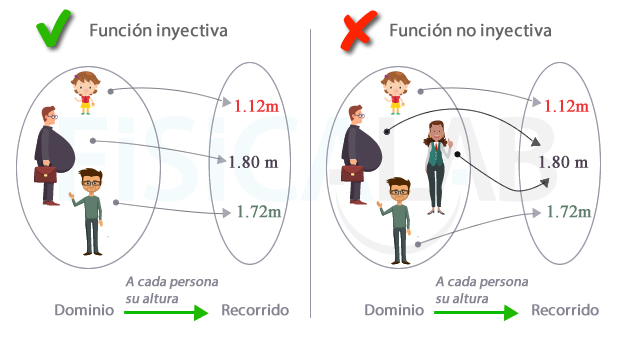 Función inyectiva
1.12m
1.80 m
1.72m
A cada persona
su altura
Dominio
Recorrido
Función no inyectiva
1.12m
1.80 m
1.72m
A cada persona
su altura
Dominio
Recorrido
FiSiCALAB